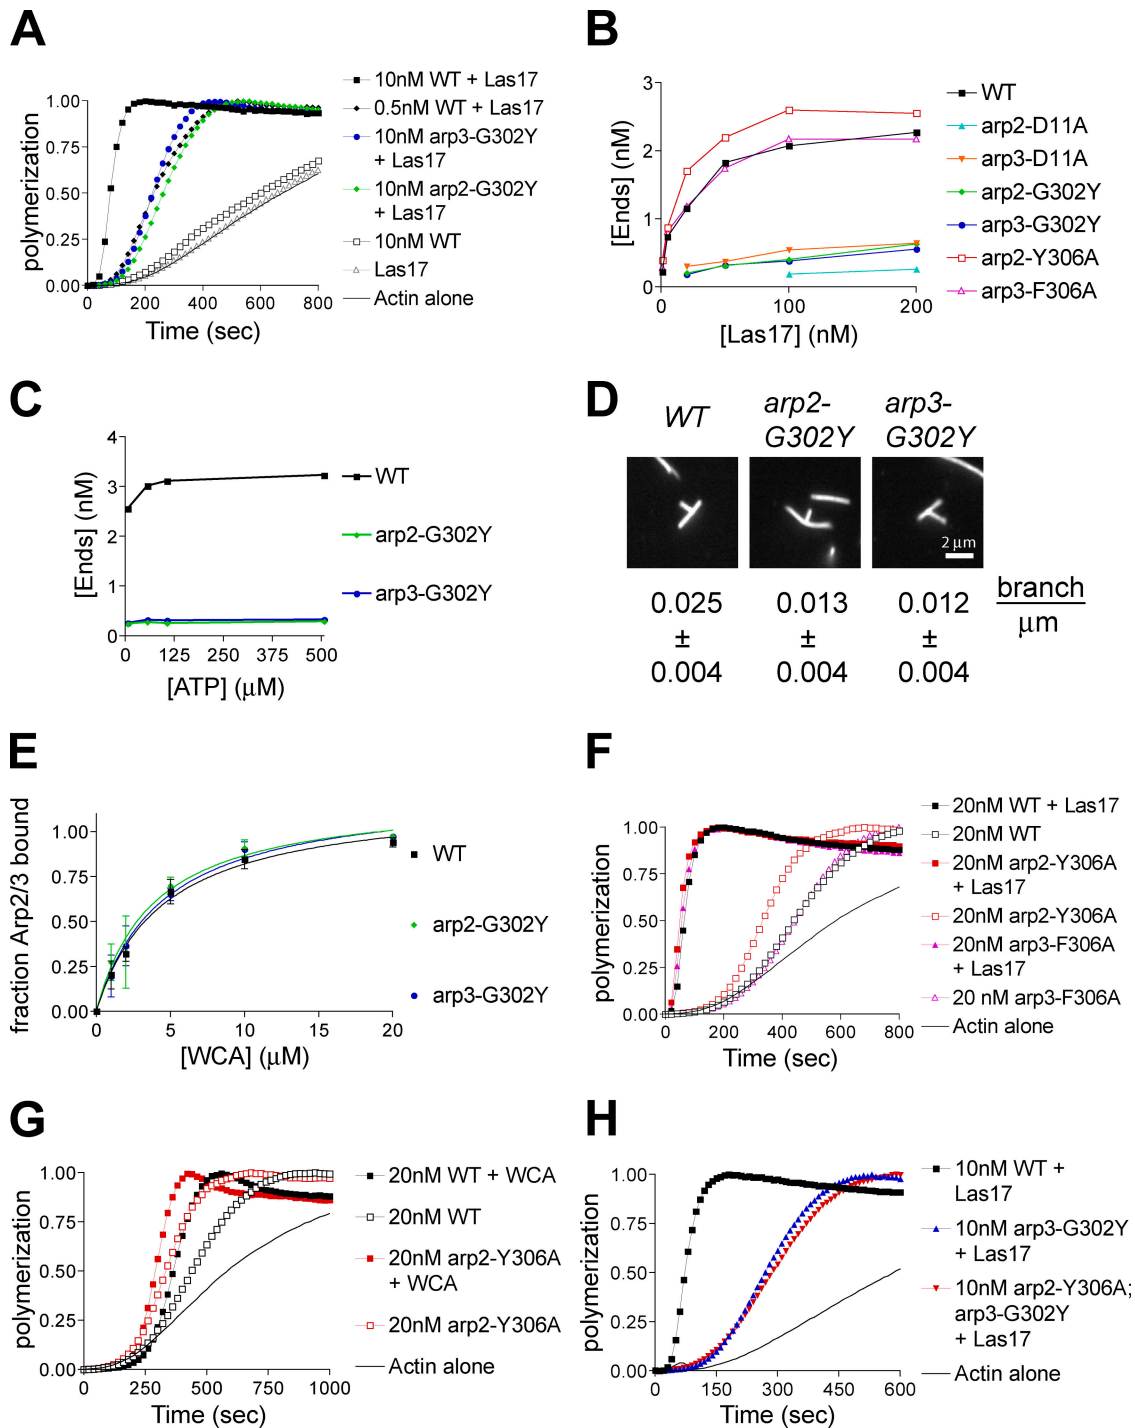 A
polymerization
1.00
0.75
0.50
0.25
0.00
0
200
400
600
800
Time (sec)
10nM WT + Las17
0.5nM WT + Las17
10nM arp3-G302Y
+ Las17
10nM arp2-G302Y
+ Las17
10nM WT
Las17
Actin alone
B
[Ends] (nM)
3
2
1
0
0
100
200
[Las17] (nM)
WT
arp2-D11A
arp3-D11A
arp2-G302Y
arp3-G302Y
arp2-Y306A
arp3-F306A
C
[Ends] (nM)
4
3
2
1
0
0
125
250
375
500
[ATP] (μM)
WT
arp2-G302Y
arp3-G302Y
D
WT
arp2-
G302Y
arp3-
G302Y
2 μm
0.025
±
0.004
0.013
±
0.004
0.012
±
0.004
branch
μm
E
fraction Arp2/3 bound
1.00
0.75
0.50
0.25
0.00
0
5
10
15
20
[WCA] (μM)
WT
arp2-G302Y
arp3-G302Y
F
polymerization
1.00
0.75
0.50
0.25
0.00
0
200
400
600
800
Time (sec)
20nM WT + Las17
20nM WT
20nM arp2-Y306A
+ Las17
20nM arp2-Y306A
20nM arp3-F306A
+ Las17
20 nM arp3-F306A
Actin alone
G
polymerization
1.00
0.75
0.50
0.25
0.00
0
250
500
750
1000
Time (sec)
20nM WT + WCA
20nM WT
20nM arp2-Y306A
+ WCA
20nM arp2-Y306A
Actin alone
H
polymerization
1.00
0.75
0.50
0.25
0.00
0
150
300
450
600
Time (sec)
10nM WT +
Las17
10nM arp3-G302Y
+ Las17
10nM arp2-Y306A;
arp3-G302Y
+ Las17
Actin alone